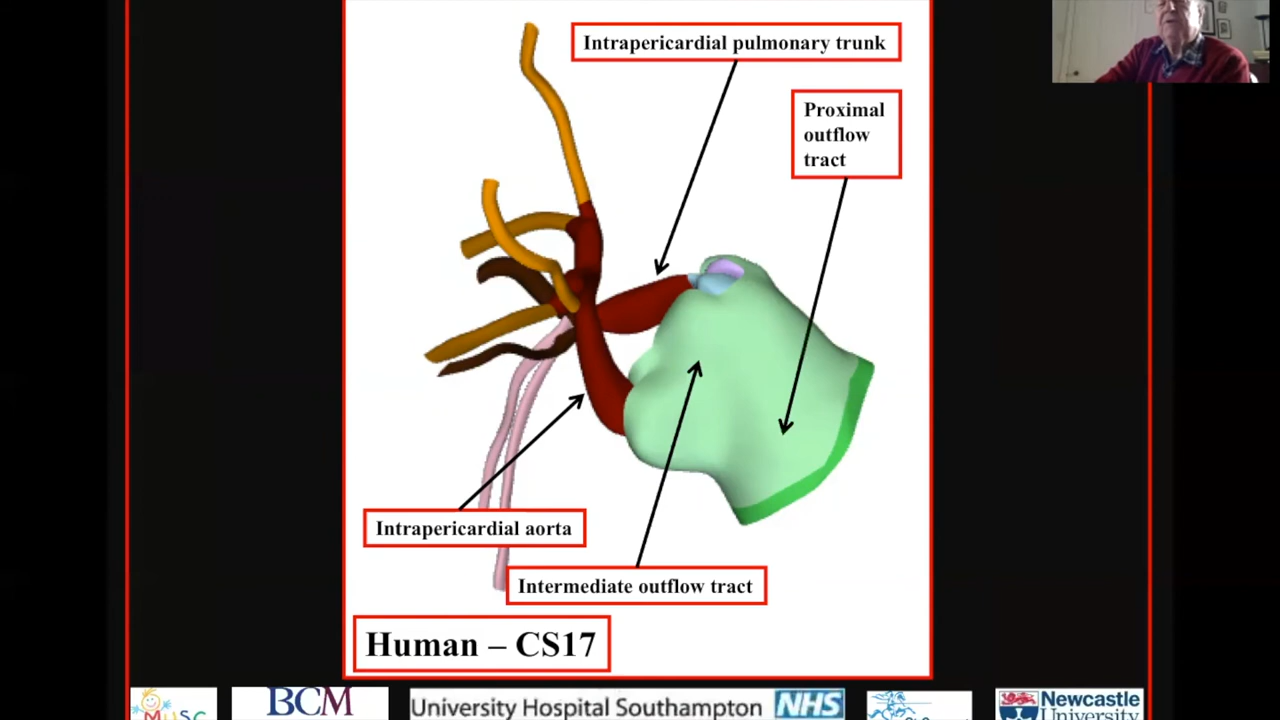 Intrapericardial pulmonary trunk
Proximal
outflow
tract
Intrapericardial aorta
Intermediate outflow tract
Human – CS17
BCM
University Hospital Southampton
NHS
Newcastle
University